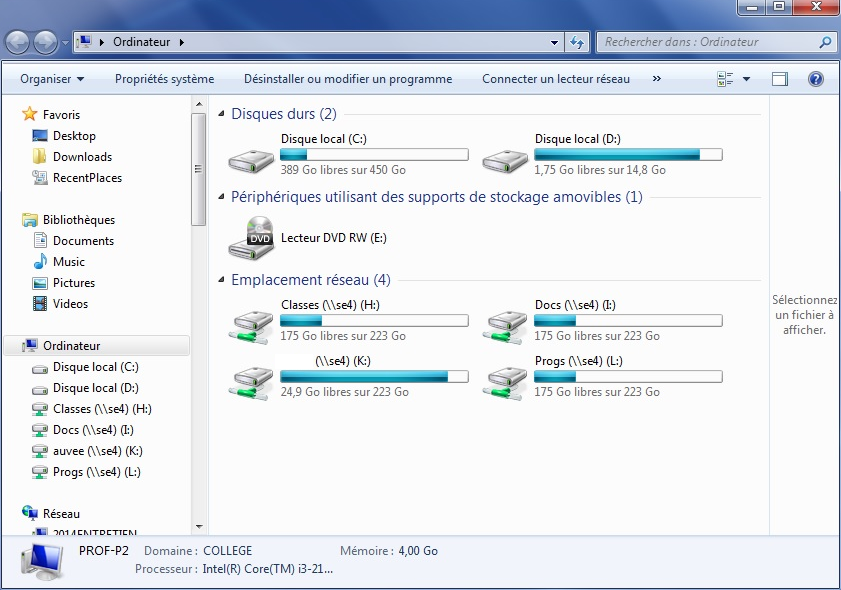 Ordinateur
Rechercher dans : Ordinateur
Organiser
Propriétés système
Désinstaller ou modifier un programme
Connecter un lecteur réseau
»
Favoris
Desktop
Downloads
RecentPlaces
Bibliothèques
Documents
Music
Pictures
Videos
Ordinateur
Disque local (C:)
Disque local (D:)
Classes (\\se4) (H:)
Docs (\\se4) (I:)
auvee (\\se4) (K:)
Progs (\\se4) (L:)
Réseau
2014ENTRETIEN
Disques durs (2)
Disque local (C:)
389 Go libres sur 450 Go
Disque local (D:)
1,75 Go libres sur 14,8 Go
Périphériques utilisant des supports de stockage amovibles (1)
DVD
Lecteur DVD RW (E:)
Emplacement réseau (4)
Classes (\\se4) (H:)
175 Go libres sur 223 Go
Docs (\\se4) (I:)
175 Go libres sur 223 Go
(\\se4) (K:)
24,9 Go libres sur 223 Go
Progs (\\se4) (L:)
175 Go libres sur 223 Go
Sélectionnez
un fichier à
afficher.
PROF-P2
Domaine : COLLEGE
Mémoire : 4,00 Go
Processeur : Intel(R) Core(TM) i3-21...